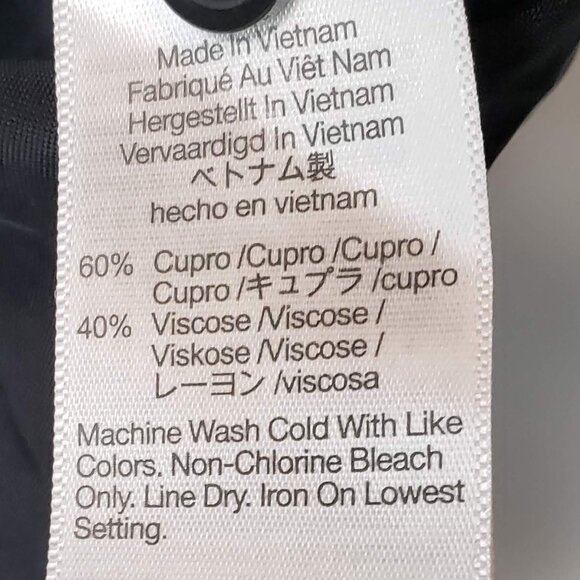 Made In Vietnam
Fabriqué Au Viêt Nam
Hergestellt In Vietnam
Vervaardigd In Vietnam
ベトナム製
hecho en vietnam
60% Cupro /Cupro /Cupro /
Cupro /キュプラ /cupro
40% Viscose /Viscose /
Viskose /Viscose /
レーヨン /viscosa
Machine Wash Cold With Like
Colors. Non-Chlorine Bleach
Only. Line Dry. Iron On Lowest
Setting.